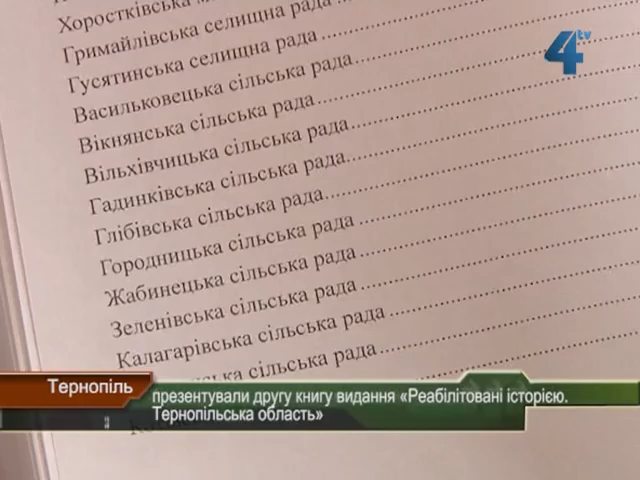 Хоростківська
Гримайлівська селищна рада
Гусятинська селищна рада
Васильковецька сільська рада
Вікнянська сільська рада
Вільхівчицька сільська рада
Гадинківська сільська рада
Глібівська сільська рада
Городницька сільська рада
Жабинецька сільська рада
Зеленівська сільська рада
Калагарівська сільська рада
сільська рада
4tv
Тернопіль
презентували другу книгу видання «Реабілітовані історією.
Тернопільська область»